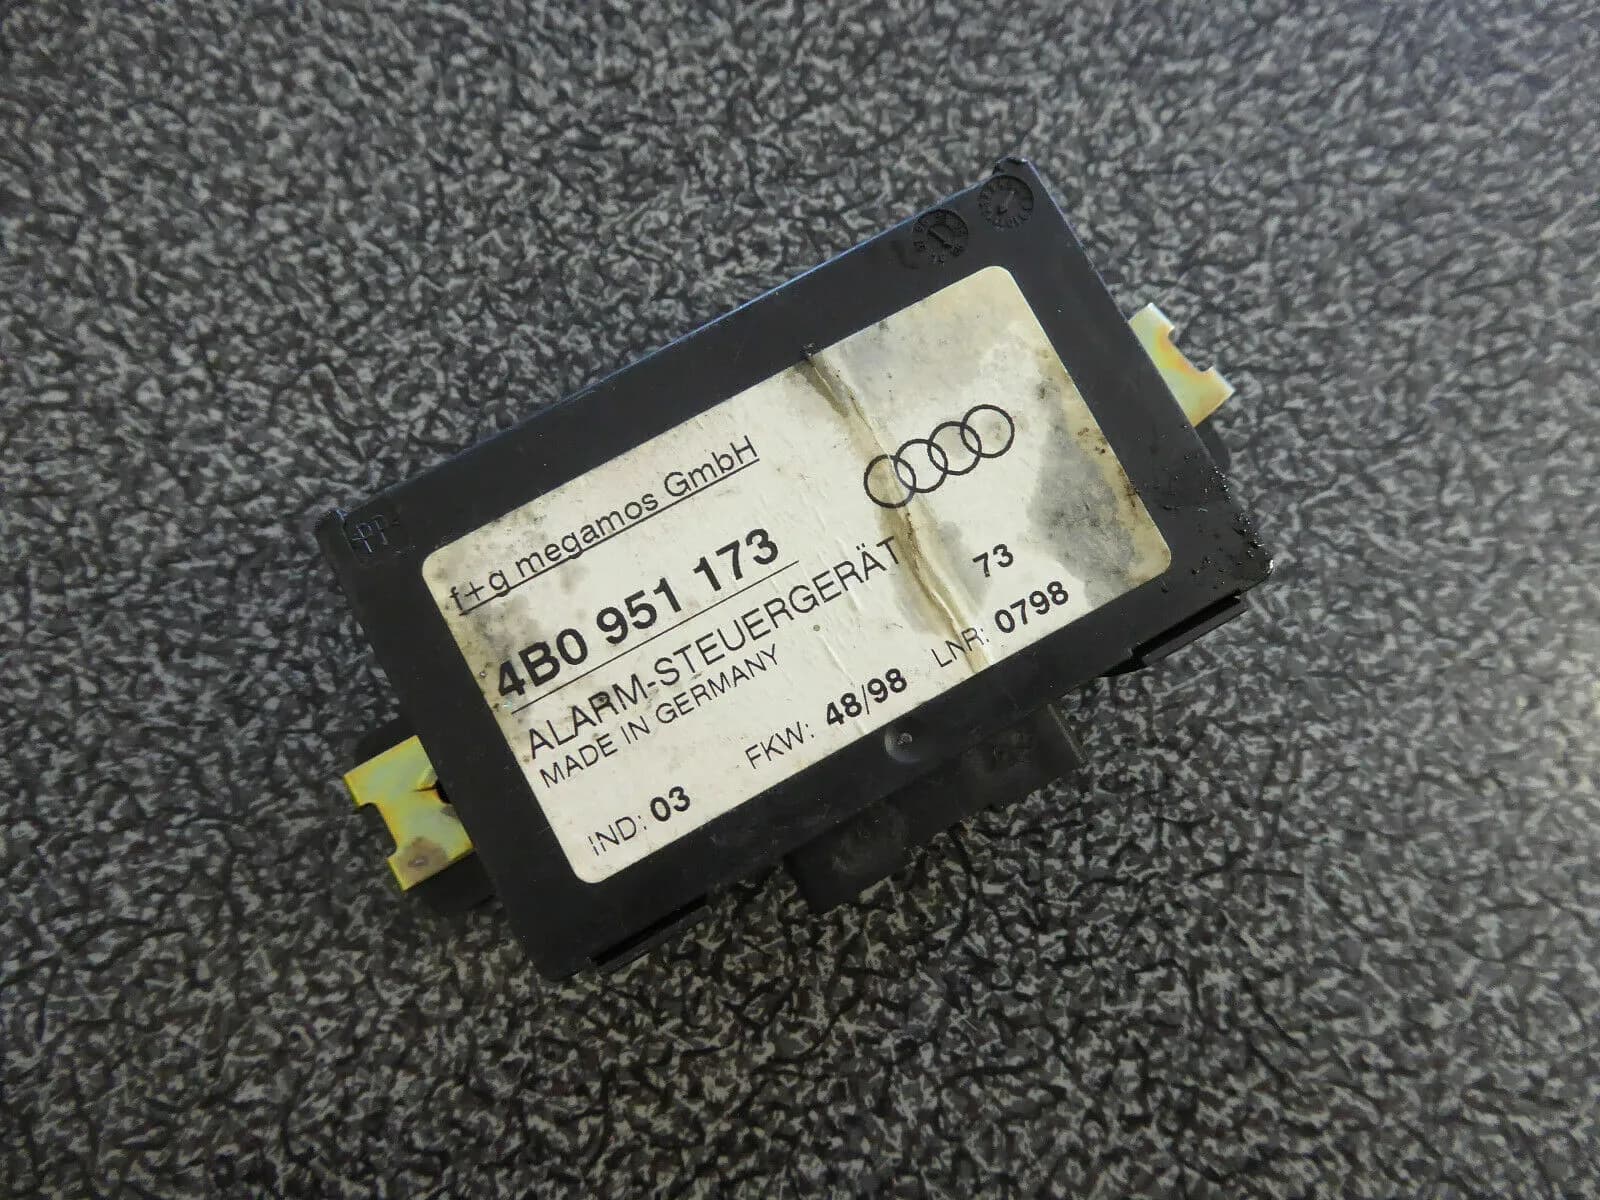 f+g megamos GmbH
4B0 951 173
ALARM-STEUERGERÄT 73
MADE IN GERMANY
IND: 03 FKW: 48/98 LNR: 0798